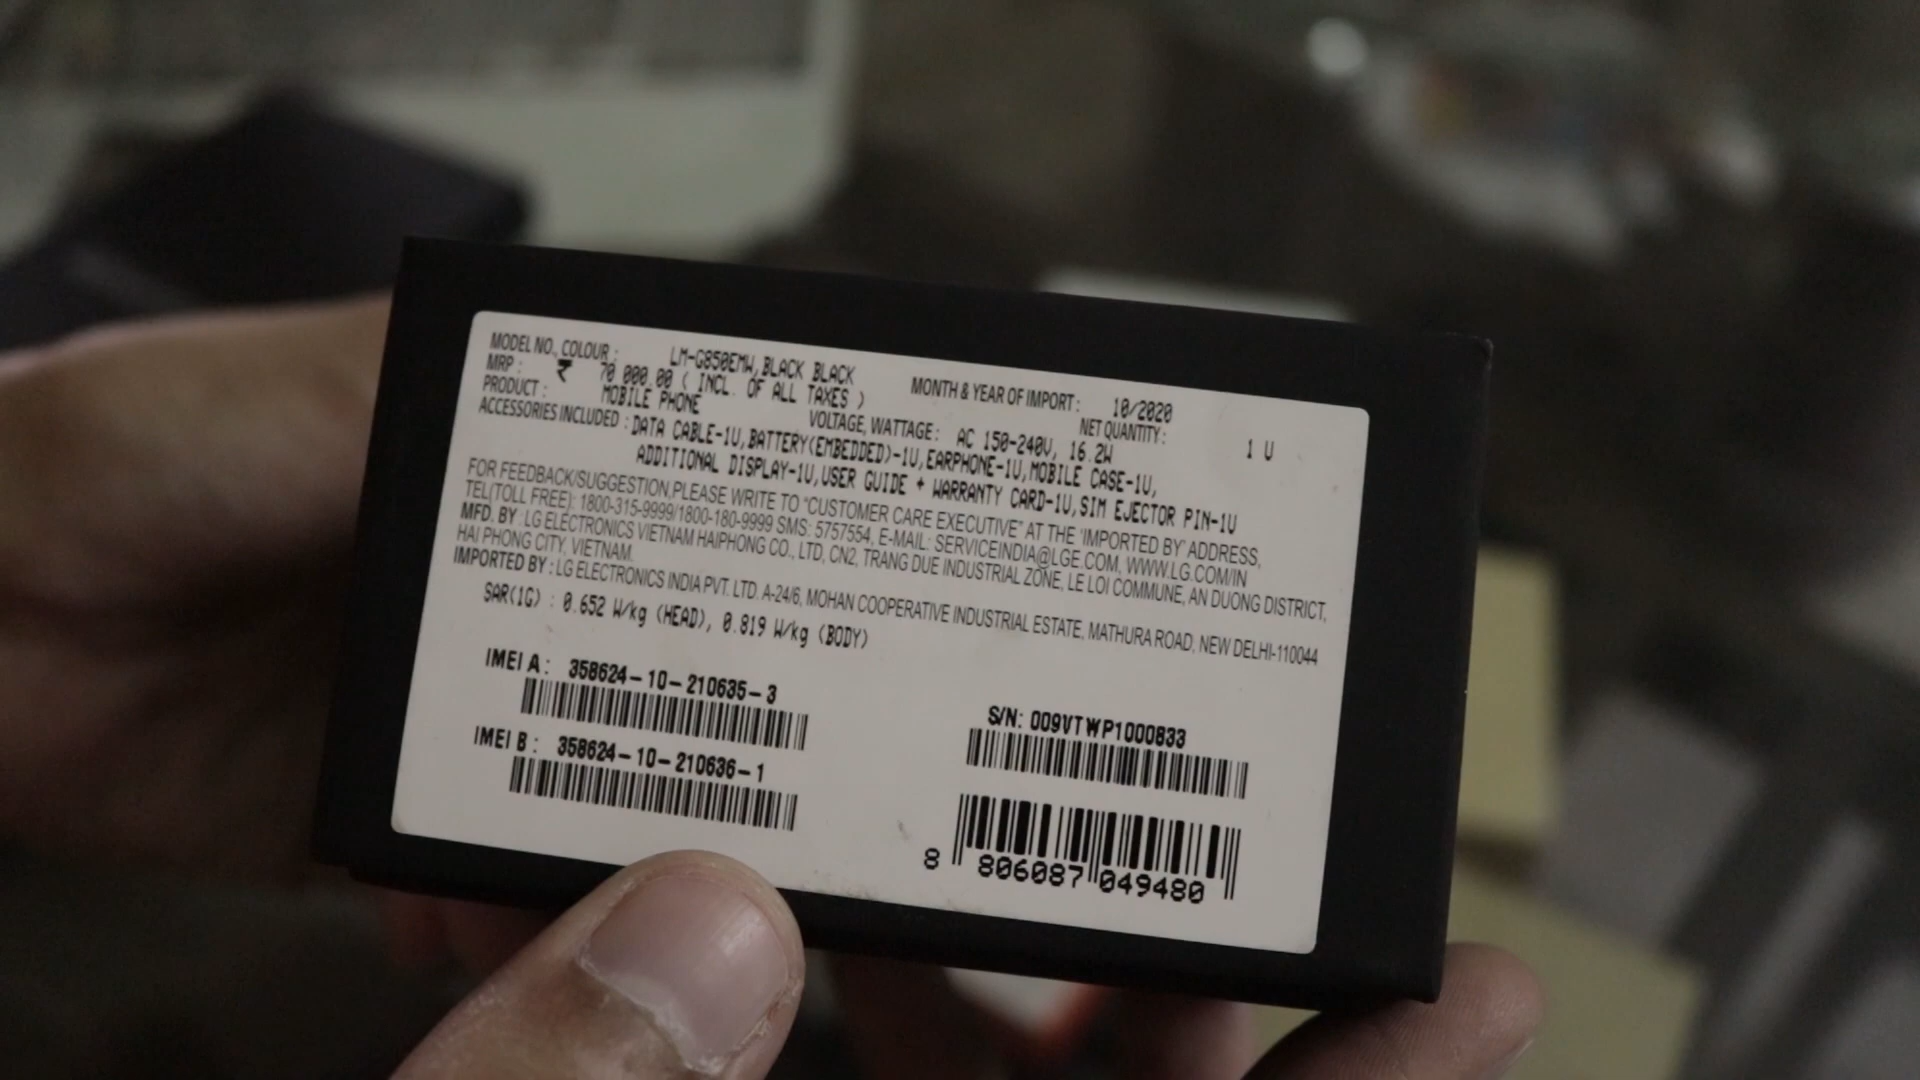 MODEL NO., COLOUR : LM-G850EMW,BLACK BLACK
MRP : ₹ 70 000.00 ( INCL. OF ALL TAXES ) MONTH & YEAR OF IMPORT : 10/2020
PRODUCT : MOBILE PHONE VOLTAGE, WATTAGE : AC 150-240V, 16.2W NET QUANTITY : 1 U
ACCESSORIES INCLUDED : DATA CABLE-1U,BATTERY(EMBEDDED)-1U,EARPHONE-1U,MOBILE CASE-1U,
ADDITIONAL DISPLAY-1U,USER GUIDE + WARRANTY CARD-1U,SIM EJECTOR PIN-1U
FOR FEEDBACK/SUGGESTION,PLEASE WRITE TO "CUSTOMER CARE EXECUTIVE" AT THE 'IMPORTED BY' ADDRESS,
TEL(TOLL FREE): 1800-315-9999/1800-180-9999 SMS: 5757554, E-MAIL: SERVICEINDIA@LGE.COM, WWW.LG.COM/IN
MFD. BY : LG ELECTRONICS VIETNAM HAIPHONG CO., LTD, CN2, TRANG DUE INDUSTRIAL ZONE, LE LOI COMMUNE, AN DUONG DISTRICT,
HAI PHONG CITY, VIETNAM.
IMPORTED BY : LG ELECTRONICS INDIA PVT. LTD. A-24/6, MOHAN COOPERATIVE INDUSTRIAL ESTATE, MATHURA ROAD, NEW DELHI-110044
SAR(1G) : 0.652 W/kg (HEAD), 0.819 W/kg (BODY)
IMEI A : 358624-10-210635-3
IMEI B : 358624-10-210636-1
S/N: 009VTWP1000833
8 806087 049480